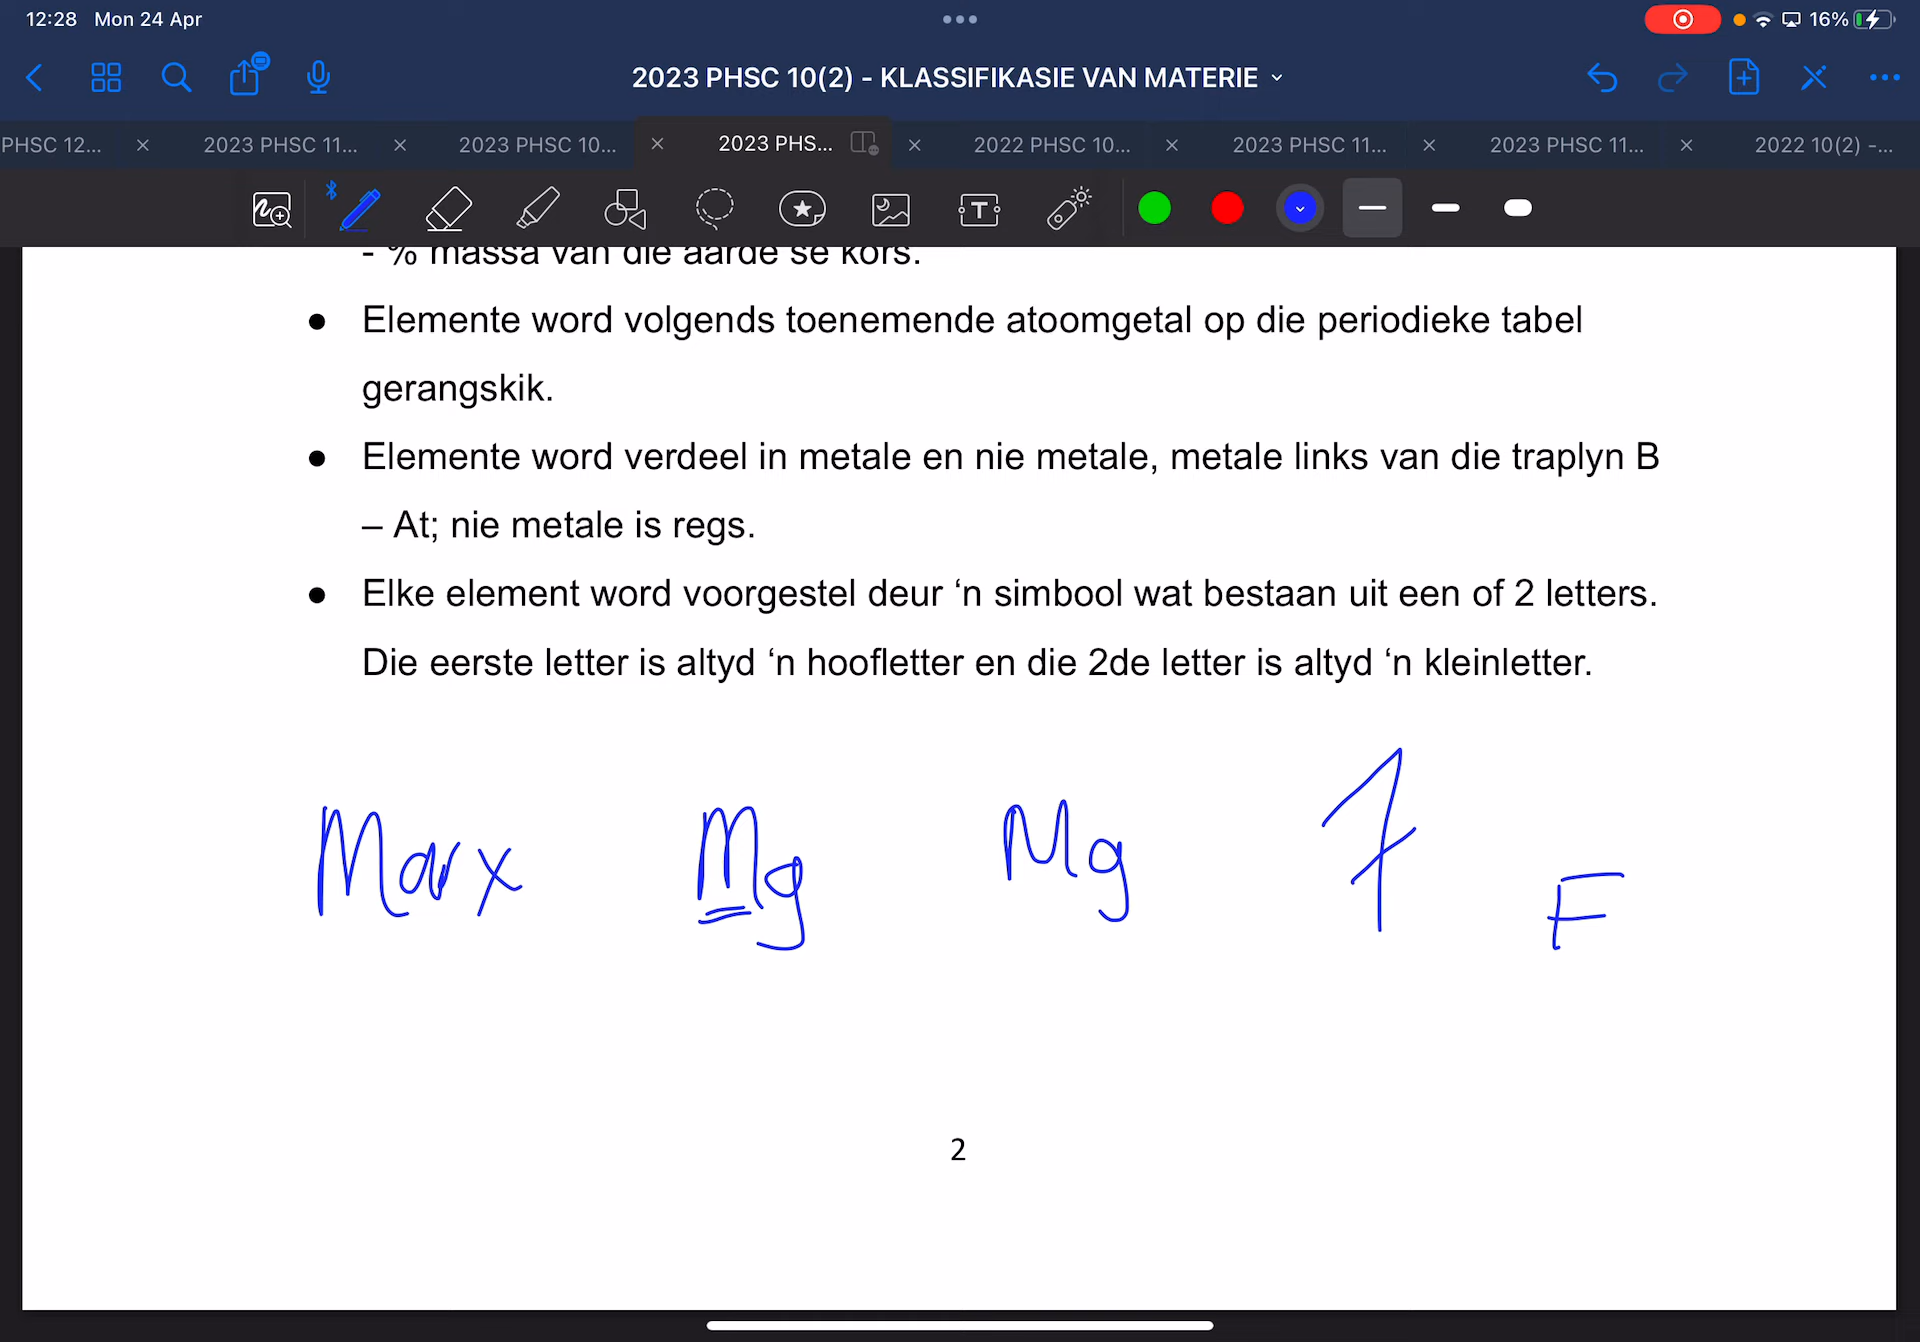 12:28 Mon 24 Apr 16%
2023 PHSC 10(2) - KLASSIFIKASIE VAN MATERIE
PHSC 12... 2023 PHSC 11... 2023 PHSC 10... 2023 PHS... 2022 PHSC 10... 2023 PHSC 11... 2023 PHSC 11... 2022 10(2) -...
- % massa van die aarde se kors.
● Elemente word volgends toenemende atoomgetal op die periodieke tabel
gerangskik.
● Elemente word verdeel in metale en nie metale, metale links van die traplyn B
– At; nie metale is regs.
● Elke element word voorgestel deur ‘n simbool wat bestaan uit een of 2 letters.
Die eerste letter is altyd ‘n hoofletter en die 2de letter is altyd ‘n kleinletter.
Marx Mg Mg F
2